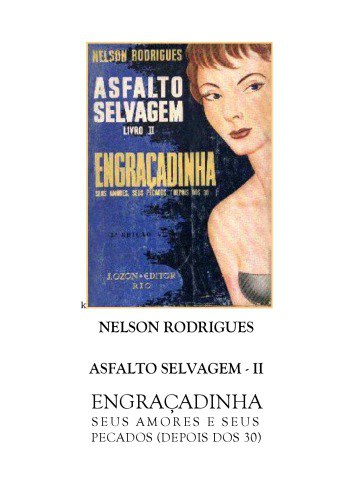 NELSON RODRIGUES
ASFALTO
SELVAGEM
LIVRO II
ENGRAÇADINHA
SEUS AMORES, SEUS PECADOS (DEPOIS DOS 30)
2ª EDIÇÃO
J.OZON-EDITOR
RIO
k
NELSON RODRIGUES
ASFALTO SELVAGEM - II
ENGRAÇADINHA
SEUS AMORES E SEUS
PECADOS (DEPOIS DOS 30)